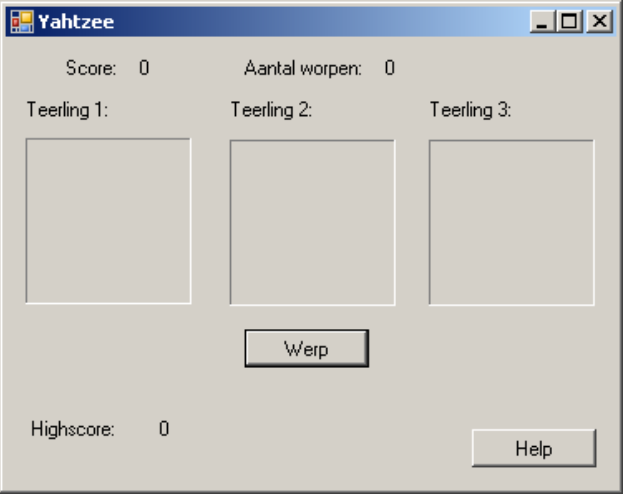 Yahtzee
Score: 0 Aantal worpen: 0
Teerling 1: Teerling 2: Teerling 3:
Werp
Highscore: 0
Help